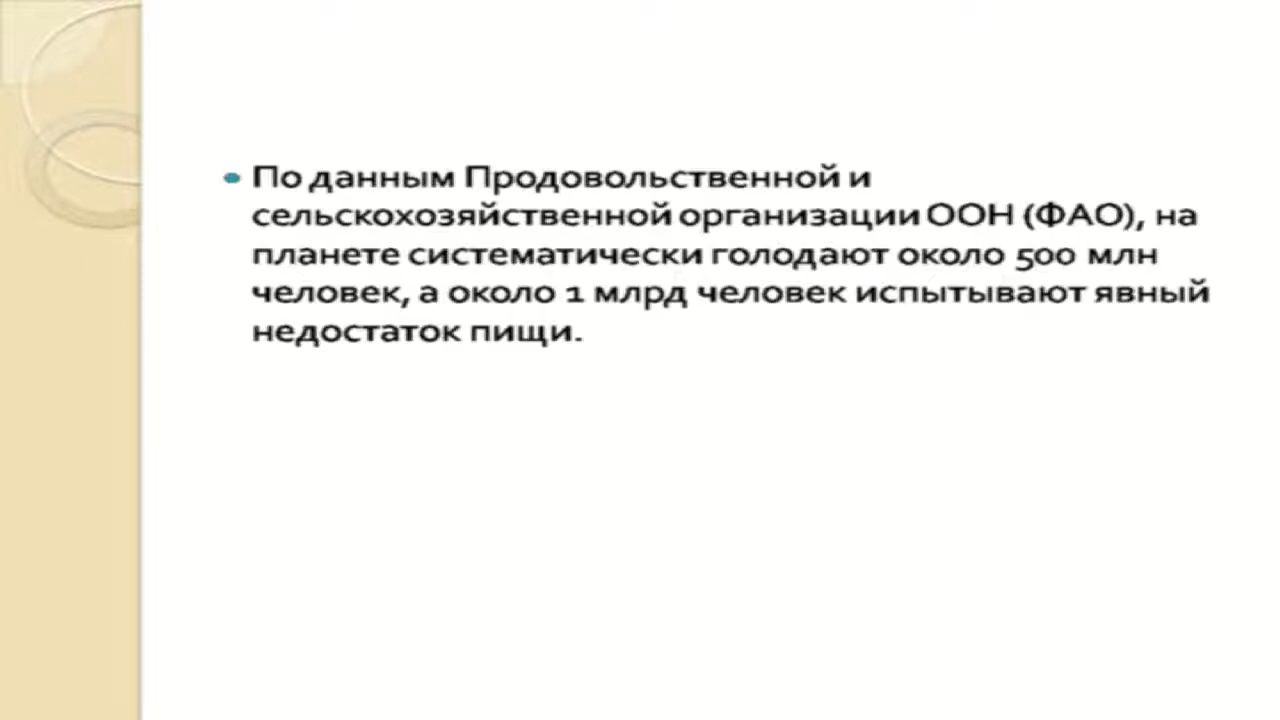 • По данным Продовольственной и
сельскохозяйственной организации ООН (ФАО), на
планете систематически голодают около 500 млн
человек, а около 1 млрд человек испытывают явный
недостаток пищи.